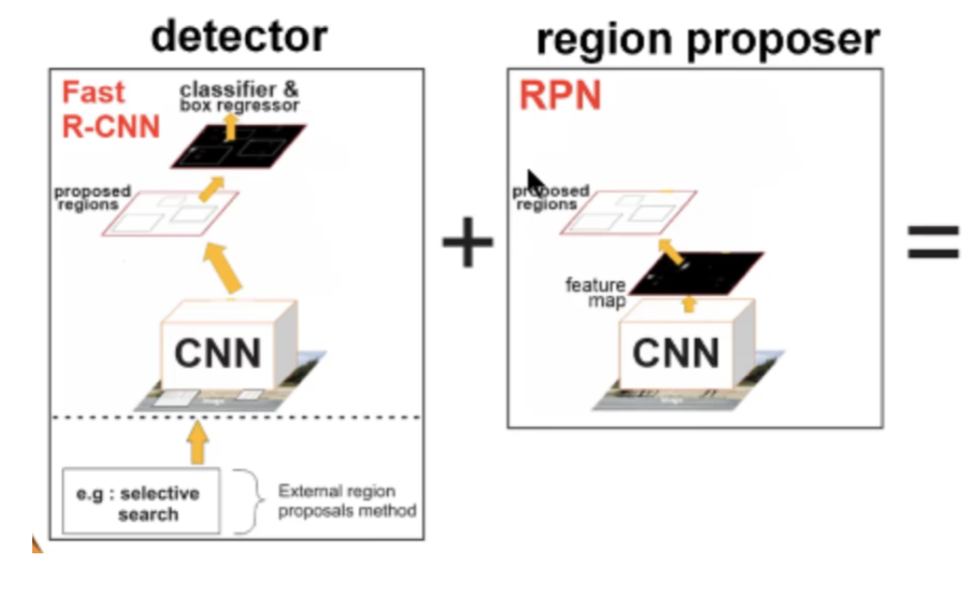 detector
Fast
R-CNN
classifier &
box regressor
proposed
regions
CNN
e.g : selective
search
External region
proposals method
+
region proposer
RPN
proposed
regions
feature
map
CNN
=